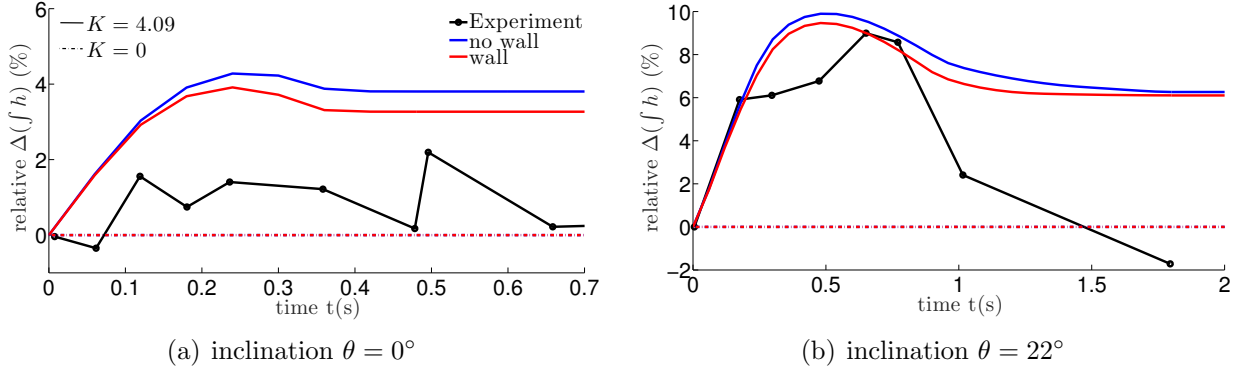 K = 4.09
K = 0
Experiment
no wall
wall
relative Δ(∫ h) (%)
6
4
2
0
0 0.1 0.2 0.3 0.4 0.5 0.6 0.7
time t(s)
(a) inclination θ = 0°
relative Δ(∫ h) (%)
10
8
6
4
2
0
−2
0 0.5 1 1.5 2
time t(s)
(b) inclination θ = 22°